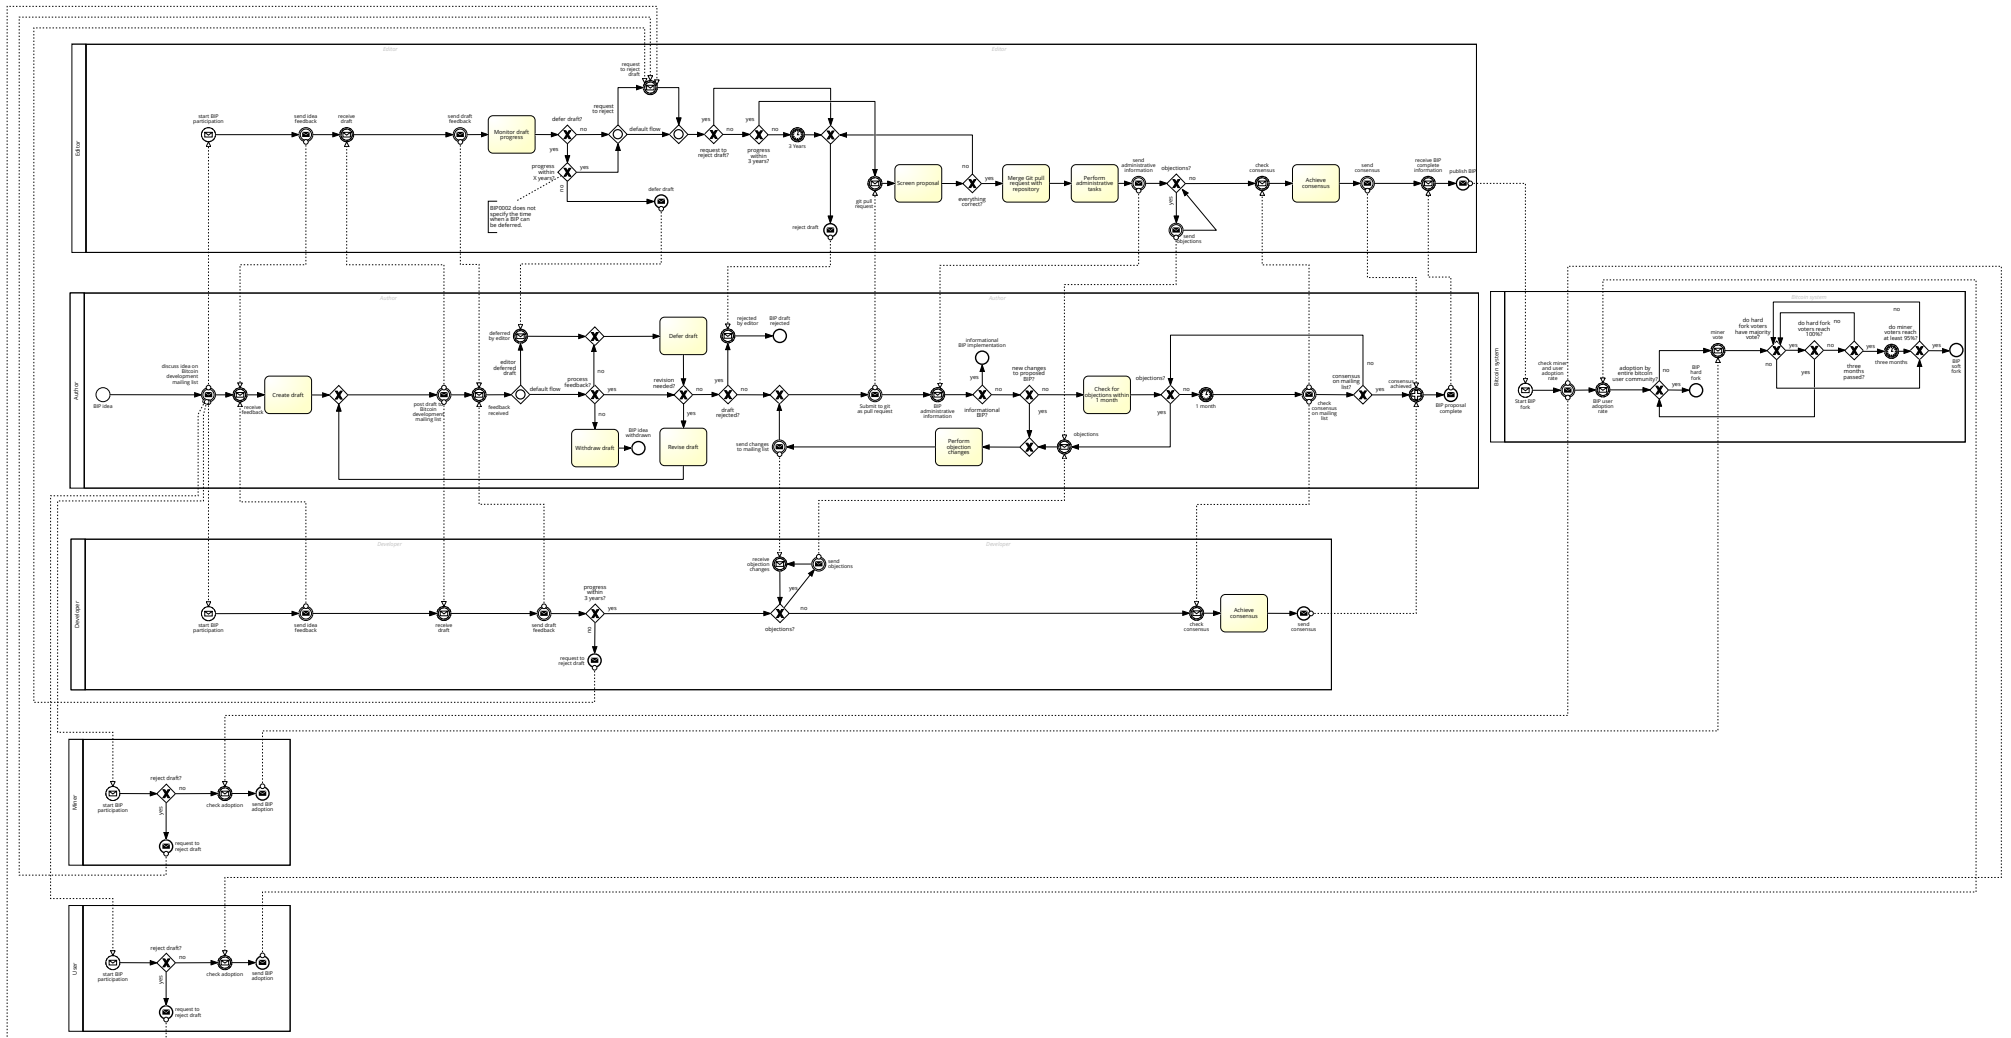 Editor
Editor
Editor
request
to reject
draft
start BIP
participation
send idea
feedback
receive
draft
send draft
feedback
Monitor draft
progress
defer draft?
no
yes
request
to reject
default flow
yes
no
request to
reject draft?
yes
no
progress
within
3 years?
3 Years
progress
within
X years?
yes
no
defer draft
BIP0002 does not
specify the time
when a BIP can
be deferred.
reject draft
git pull
request
Screen proposal
no
yes
everything
correct?
Merge Git pull
request with
repository
Perform
administrative
tasks
send
administrative
information
objections?
no
yes
send
objections
check
consensus
Achieve
consensus
send
consensus
receive BIP
complete
information
publish BIP
Author
Author
Author
BIP idea
discuss idea on
Bitcoin
development
mailing list
receive
feedback
Create draft
post draft to
Bitcoin
development
mailing list
feedback
received
deferred
by editor
editor
deferred
draft
default flow
process
feedback?
no
yes
no
Withdraw draft
BIP idea
withdrawn
Defer draft
revision
needed?
no
yes
Revise draft
rejected
by editor
BIP draft
rejected
yes
no
draft
rejected?
send changes
to mailing list
Submit to git
as pull request
BIP
administrative
information
informational
BIP implementation
yes
no
informational
BIP?
new changes
to proposed
BIP?
no
yes
Perform
objection
changes
objections
Check for
objections within
1 month
objections?
no
yes
1 month
check
consensus
on mailing
list
consensus
on mailing
list?
no
yes
consensus
achieved
BIP proposal
complete
Bitcoin system
Bitcoin system
Start BIP
fork
check miner
and user
adoption
rate
BIP user
adoption
rate
adoption by
entire bitcoin
user community?
no
yes
BIP
hard
fork
miner
vote
do hard
fork voters
have majority
vote?
yes
no
do hard fork
voters reach
100%?
no
yes
no
yes
three
months
passed?
three months
no
do miner
voters reach
at least 95%?
no
yes
BIP
soft
fork
Developer
Developer
Developer
start BIP
participation
send idea
feedback
receive
draft
send draft
feedback
progress
within
3 years?
yes
no
request to
reject draft
receive
objection
changes
send
objections
yes
no
objections?
check
consensus
Achieve
consensus
send
consensus
Miner
start BIP
participation
reject draft?
no
yes
request to
reject draft
check adoption
send BIP
adoption
User
start BIP
participation
reject draft?
no
yes
request to
reject draft
check adoption
send BIP
adoption